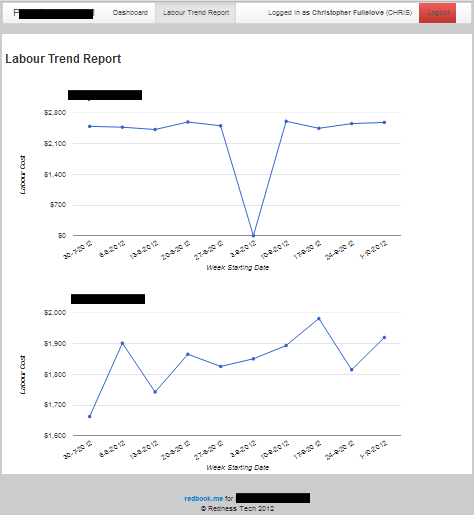 Dashboard
Labour Trend Report
Logged in as Christopher Fullelove (CHRIS)
Logout
Labour Trend Report
$2,800
$2,100
$1,400
$700
$0
Labour Cost
30-7-2012
6-8-2012
13-8-2012
20-8-2012
27-8-2012
3-9-2012
10-9-2012
17-9-2012
24-9-2012
1-10-2012
Week Starting Date
$2,000
$1,900
$1,800
$1,700
$1,600
Labour Cost
30-7-2012
6-8-2012
13-8-2012
20-8-2012
27-8-2012
3-9-2012
10-9-2012
17-9-2012
24-9-2012
1-10-2012
Week Starting Date
redbook.me for
© Redness Tech 2012